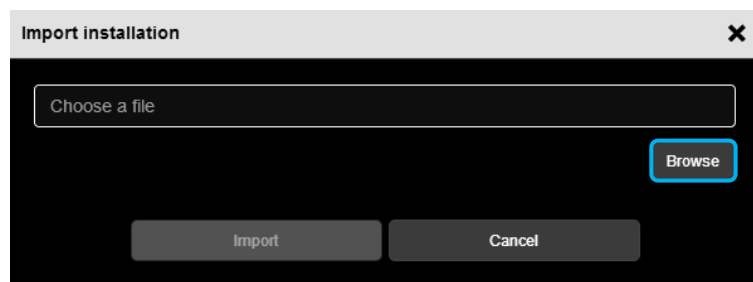 Import installation
Choose a file
Browse
Import
Cancel